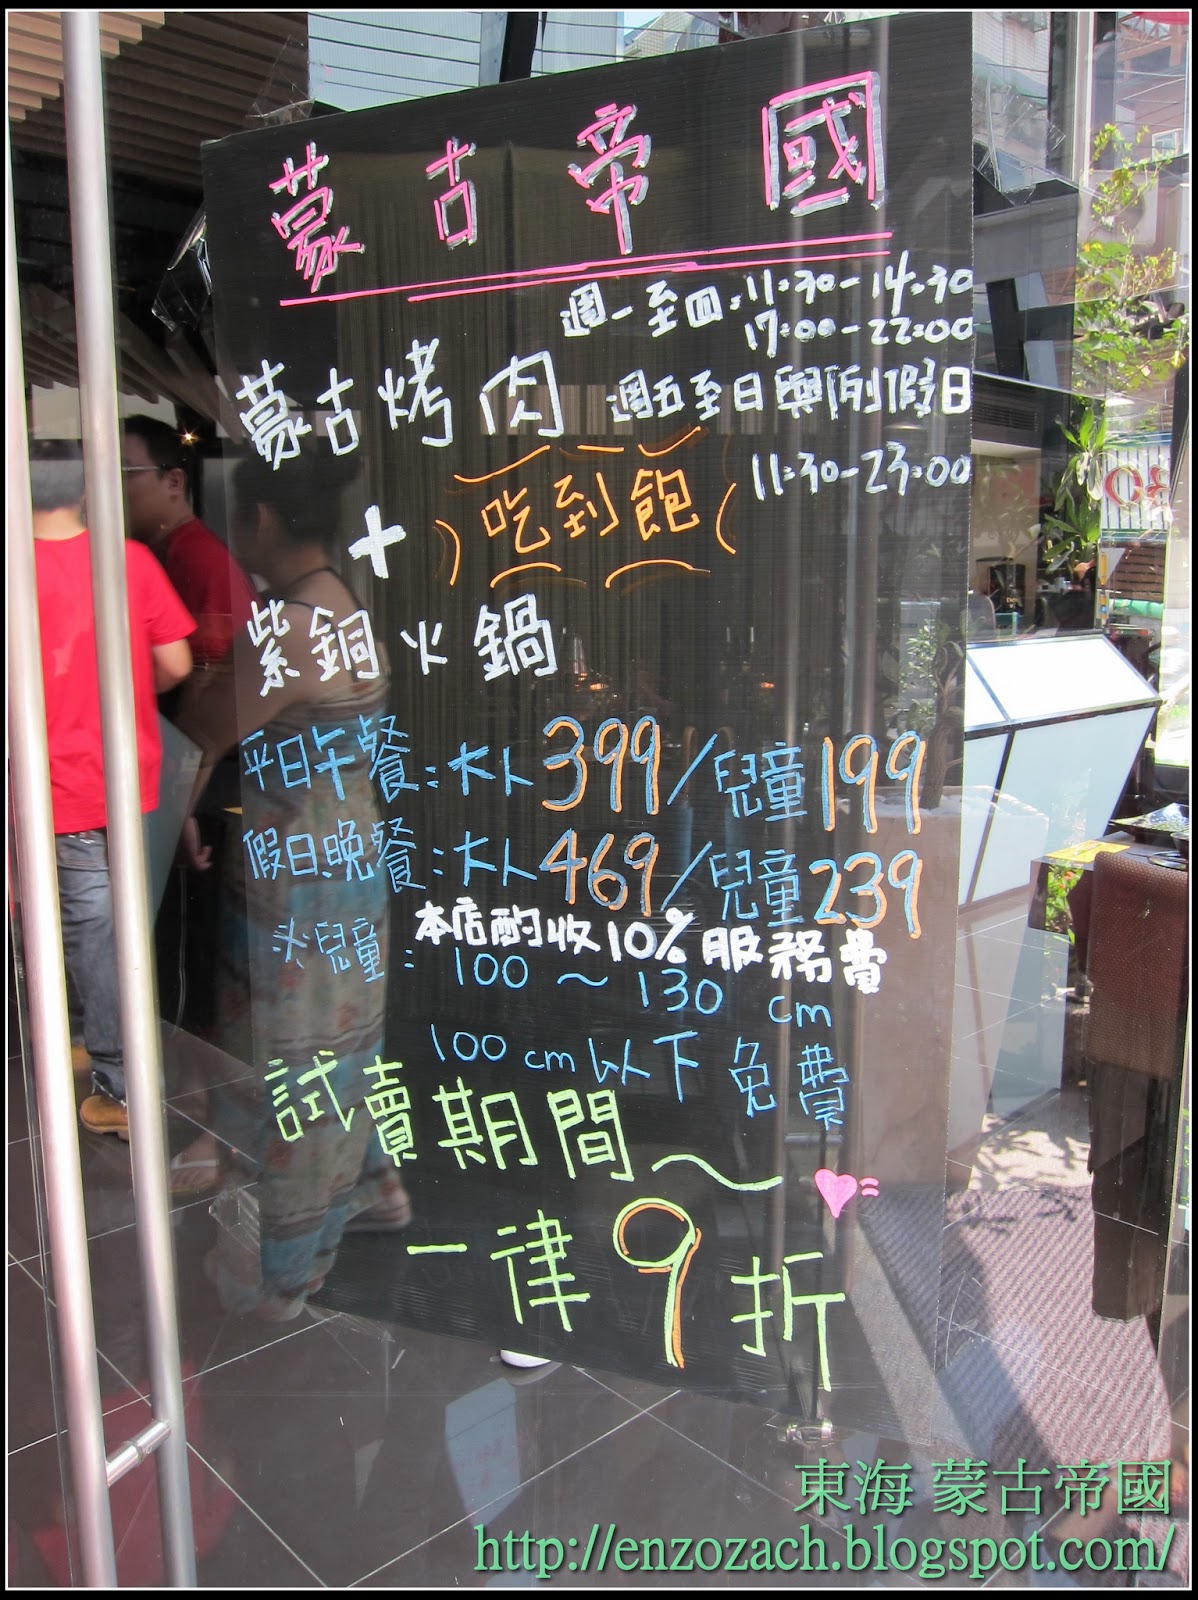 蒙古帝國
週一至四:11:30-14:30
17:00-22:00
蒙古烤肉
週五至日與例假日
11:30-23:00
+
吃到飽
紫銅火鍋
平日午餐:大人399/兒童199
假日晚餐:大人469/兒童239
本店酌收10%服務費
兒童:100~130cm
100cm以下免費
試賣期間~
一律9折
東海 蒙古帝國
http://enzozach.blogspot.com/